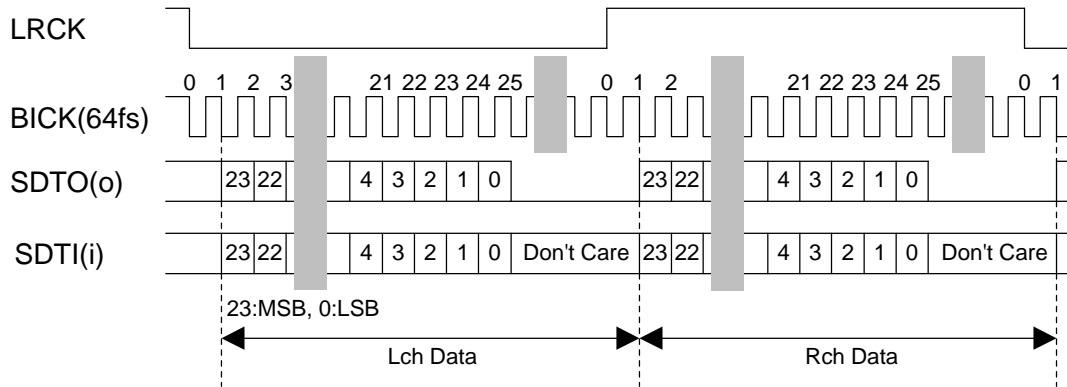 LRCK
0 1 2 3 21 22 23 24 25 0 1 2 21 22 23 24 25 0 1
BICK(64fs)
SDTO(o) 23 22 4 3 2 1 0 23 22 4 3 2 1 0
SDTI(i) 23 22 4 3 2 1 0 Don't Care 23 22 4 3 2 1 0 Don't Care
23:MSB, 0:LSB
Lch Data Rch Data